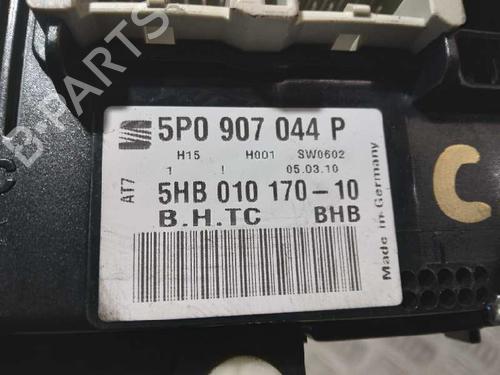 5P0 907 044 P
H15 H001 SW0602
1 ! 05.03.10
AT7
5HB 010 170-10
B.H.TC BHB
Made in Germany
C
B-PARTS